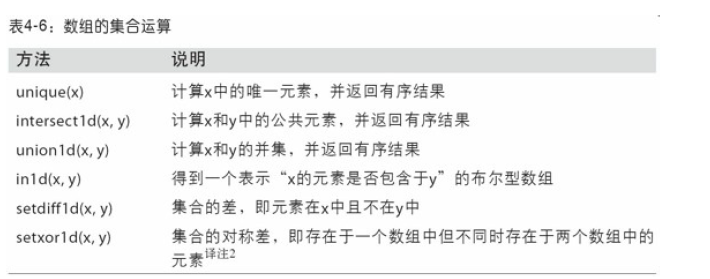 表4-6：数组的集合运算
方法 说明
unique(x) 计算x中的唯一元素，并返回有序结果
intersect1d(x, y) 计算x和y中的公共元素，并返回有序结果
union1d(x, y) 计算x和y的并集，并返回有序结果
in1d(x, y) 得到一个表示“x的元素是否包含于y”的布尔型数组
setdiff1d(x, y) 集合的差，即元素在x中且不在y中
setxor1d(x, y) 集合的对称差，即存在于一个数组中但不同时存在于两个数组中的
元素译注2